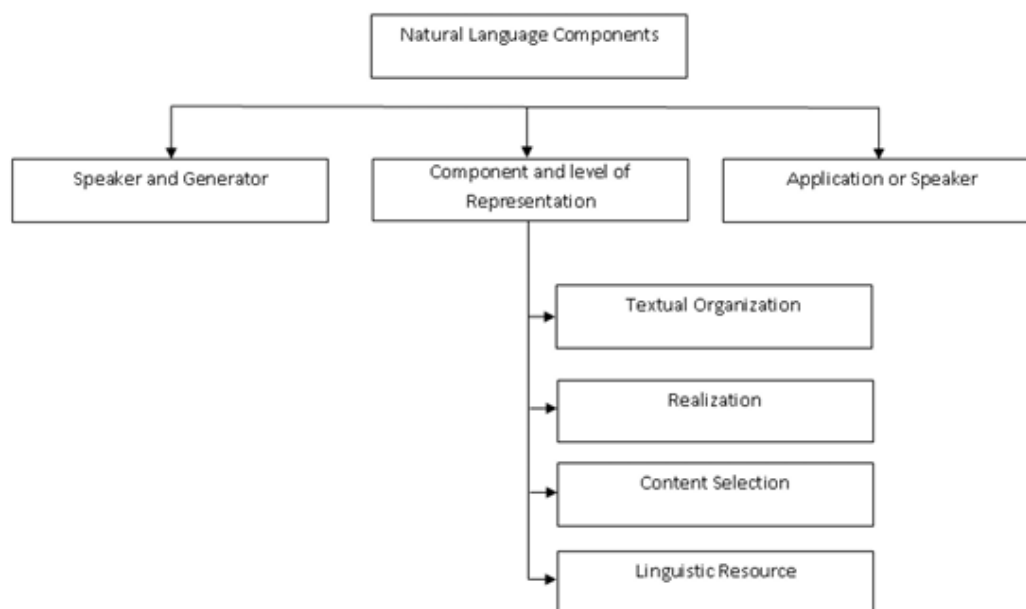 Natural Language Components
Speaker and Generator
Component and level of
Representation
Application or Speaker
Textual Organization
Realization
Content Selection
Linguistic Resource